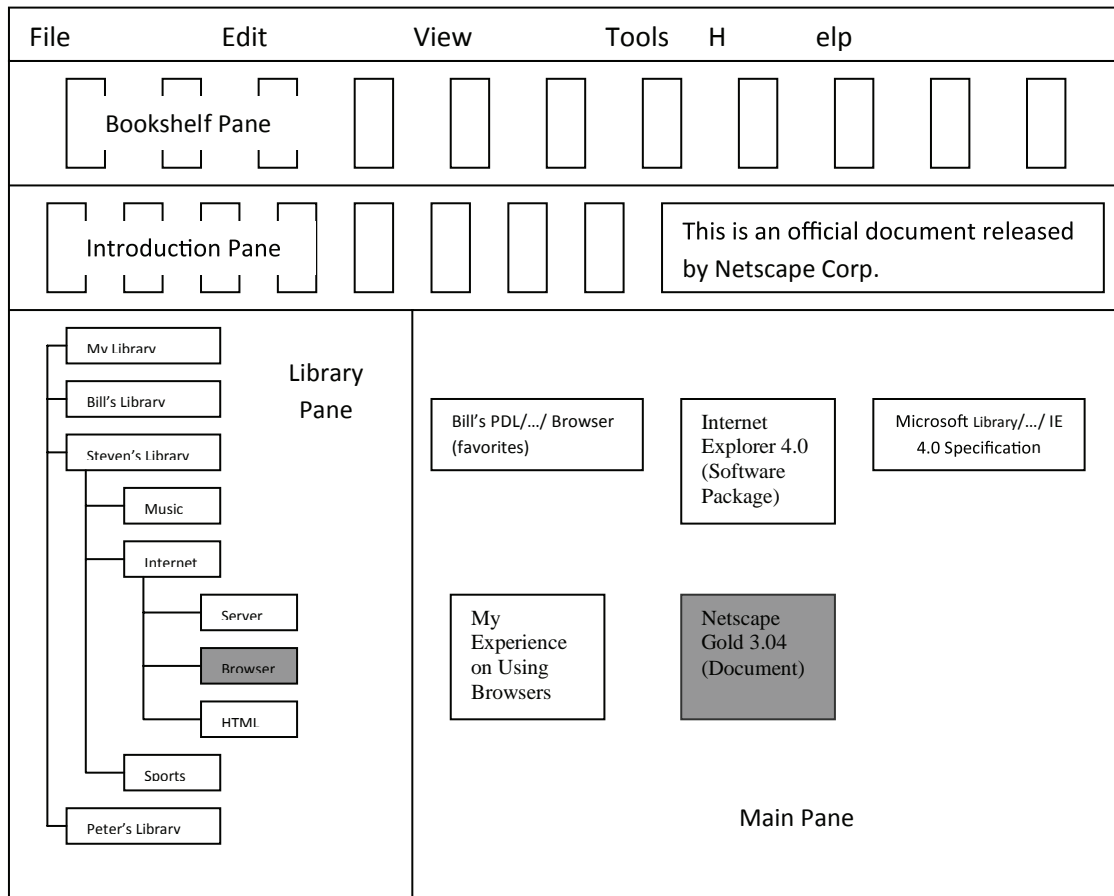 File Edit View Tools H elp
Bookshelf Pane
Introduction Pane
This is an official document released
by Netscape Corp.
My Library
Bill's Library
Steven's Library
Music
Internet
Server
Browser
HTML
Sports
Peter's Library
Library
Pane
Bill's PDL/.../ Browser
(favorites)
Internet
Explorer 4.0
(Software
Package)
Microsoft Library/.../ IE
4.0 Specification
My
Experience
on Using
Browsers
Netscape
Gold 3.04
(Document)
Main Pane